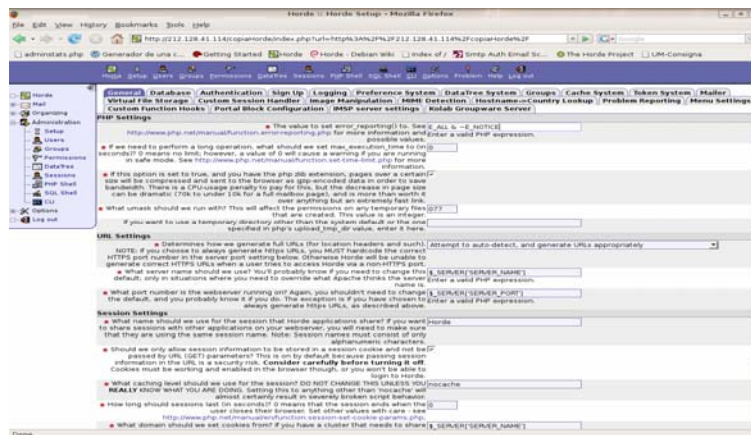 Horde :: Horde Setup - Mozilla Firefox
File Edit View History Bookmarks Tools Help
http://212.128.41.114/copiaHorde/index.php?url=http%3A%2F%2F212.128.41.114%2FcopiaHorde%2F
adminstats.php Generador de una c... Getting Started Horde Horde - Debian Wiki Index of / Smtp Auth Email Sc... The Horde Project UM-Consigna
Setup Users Groups Permissions DataTree Sessions PHP Shell SQL Shell CLI Options Problem Help Log out
Horde
Mail
Organizing
Administration
Setup
Users
Groups
Permissions
DataTree
Sessions
PHP Shell
SQL Shell
CLI
Options
Log out
General Database Authentication Sign Up Logging Preference System DataTree System Groups Cache System Token System Mailer
Virtual File Storage Custom Session Handler Image Manipulation MIME Detection Hostname->Country Lookup Problem Reporting Menu Settings
Custom Function Hooks Portal Block Configuration IMSP server settings Kolab Groupware Server
PHP Settings
The value to set error_reporting() to. See E_ALL & ~E_NOTICE
http://www.php.net/manual/function.error-reporting.php for more information and Enter a valid PHP expression.
possible values.
If we need to perform a long operation, what should we set max_execution_time to (in 0
seconds)? 0 means no limit; however, a value of 0 will cause a warning if you are running
in safe mode. See http://www.php.net/manual/function.set-time-limit.php for more
information.
If this option is set to true, and you have the php zlib extension, pages over a certain
size will be compressed and sent to the browser as gzip-encoded data in order to save
bandwidth. There is a CPU-usage penalty to pay for this, but the decrease in page size
can be dramatic (70k to under 10k for a full mailbox page), and is more than worth it
over anything but an extremely fast link.
What umask should we run with? This will affect the permissions on any temporary files 077
that are created. This value is an integer.
If you want to use a temporary directory other than the system default or the one
specified in php's upload_tmp_dir value, enter it here.
URL Settings
Determines how we generate full URLs (for location headers and such). Attempt to auto-detect, and generate URLs appropriately
NOTE: If you choose to always generate https URLs, you MUST hardcode the correct
HTTPS port number in the server port setting below. Otherwise Horde will be unable to
generate correct HTTPS URLs when a user tries to access Horde via a non-HTTPS port.
What server name should we use? You'll probably know if you need to change this $_SERVER['SERVER_NAME']
default, only in situations where you need to override what Apache thinks the server Enter a valid PHP expression.
name is.
What port number is the webserver running on? Again, you shouldn't need to change $_SERVER['SERVER_PORT']
the default, and you probably know it if you do. The exception is if you have chosen to Enter a valid PHP expression.
always generate https URLs, as described above.
Session Settings
What name should we use for the session that Horde applications share? If you want Horde
to share sessions with other applications on your webserver, you will need to make sure
that they are using the same session name. Note: Session names must consist of only
alphanumeric characters.
Should we only allow session information to be stored in a session cookie and not be
passed by URL (GET) parameters? This is on by default because passing session
information in the URL is a security risk. Consider carefully before turning it off.
Cookies must be working and enabled in the browser though, or you won't be able to
login to Horde.
What caching level should we use for the session? DO NOT CHANGE THIS UNLESS YOU nocache
REALLY KNOW WHAT YOU ARE DOING. Setting this to anything other than 'nocache' will
almost certainly result in severely broken script behavior.
How long should sessions last (in seconds)? 0 means that the session ends when the 0
user closes their browser. Set other values with care - see
http://www.php.net/manual/en/function.session-set-cookie-params.php.
What domain should we set cookies from? If you have a cluster that needs to share $_SERVER['SERVER_NAME']
Done